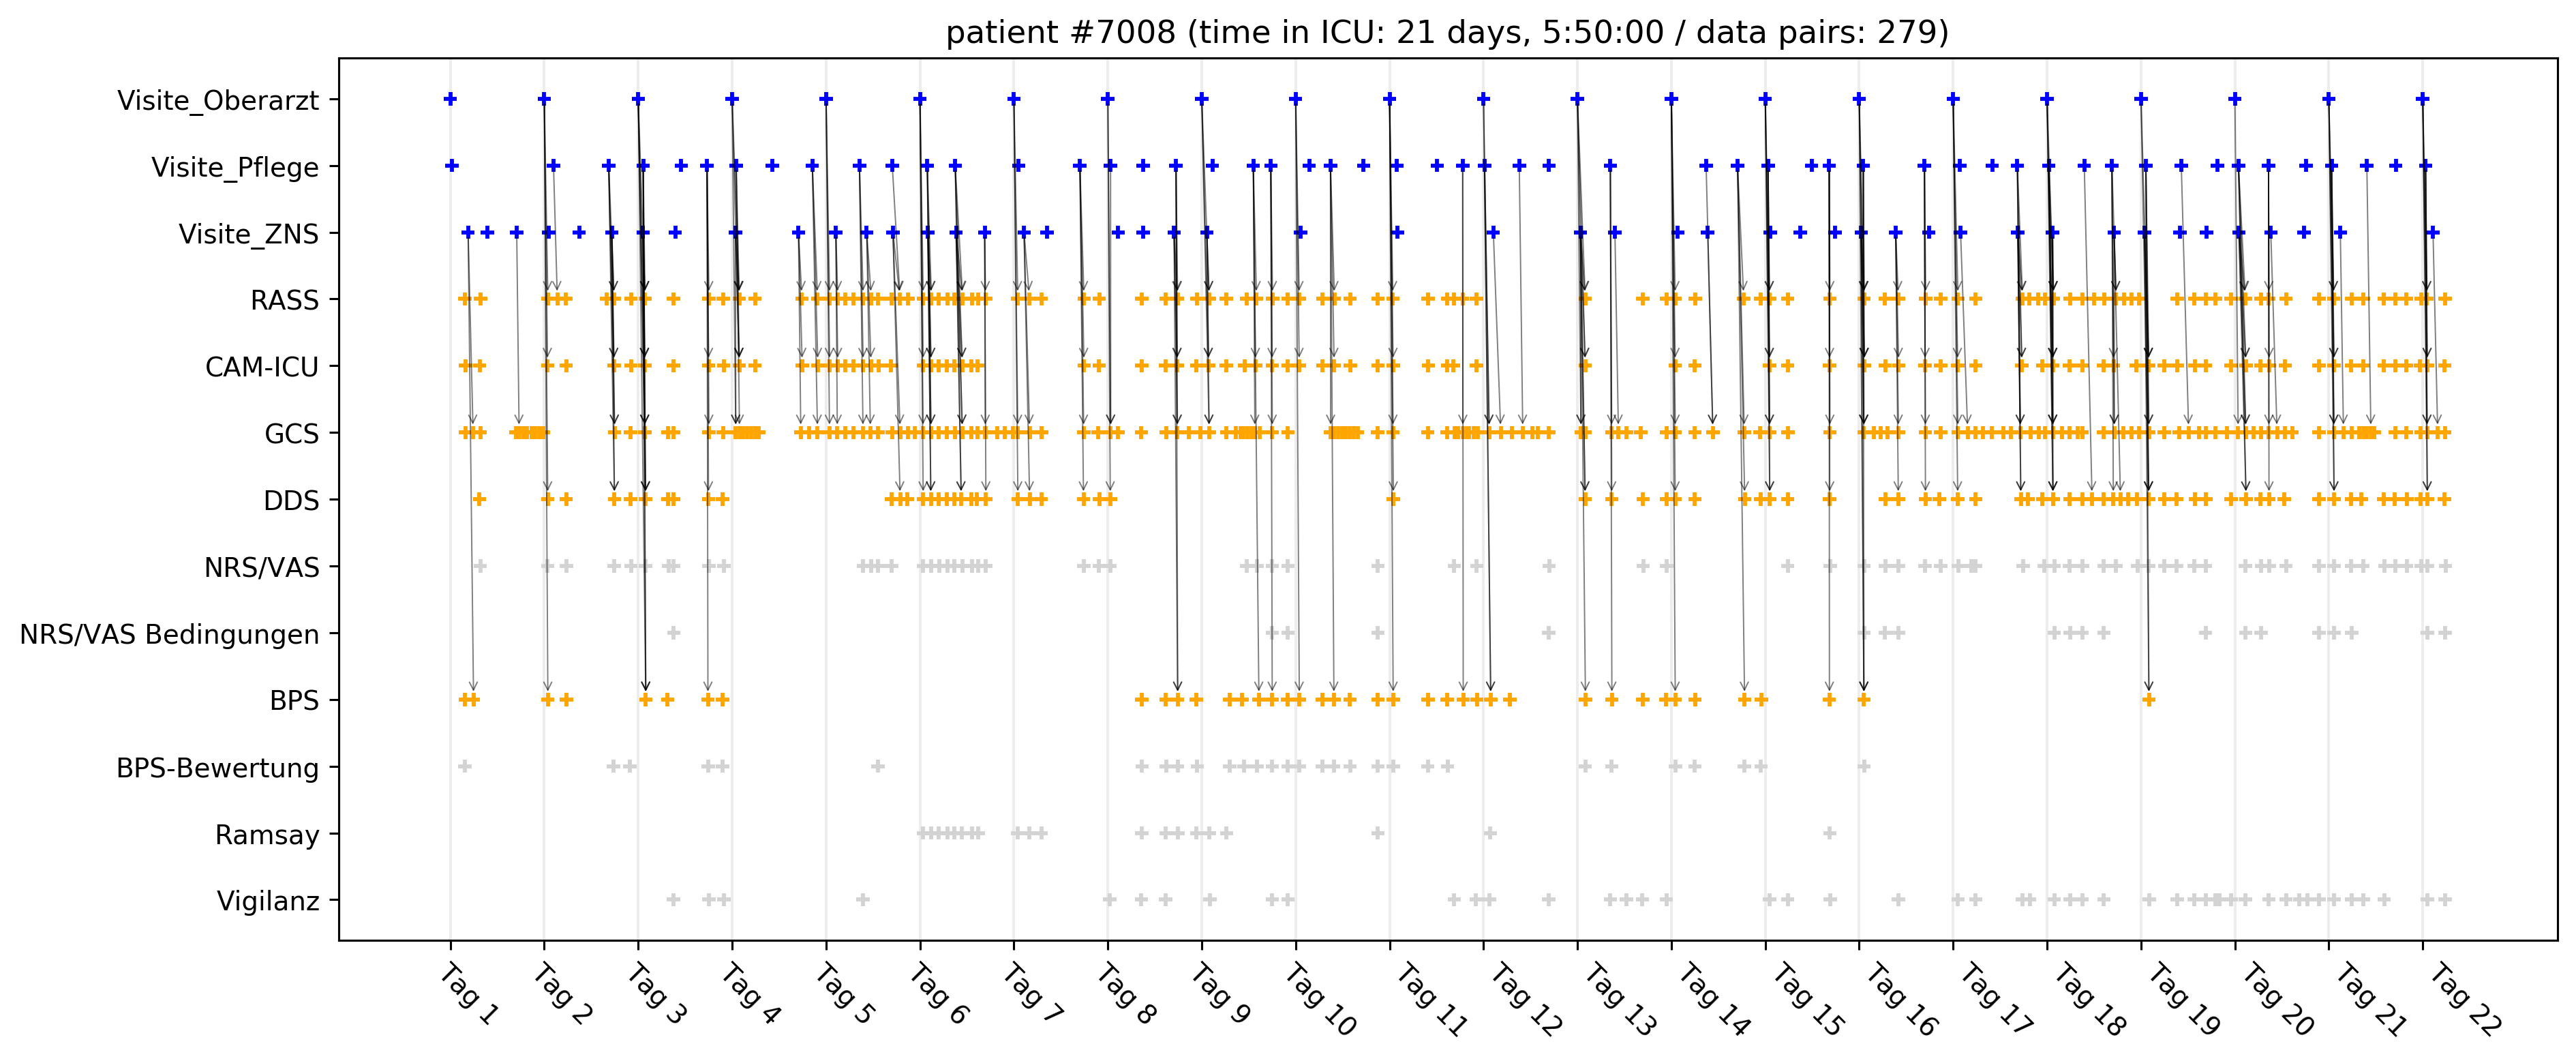 patient #7008 (time in ICU: 21 days, 5:50:00 / data pairs: 279)
Visite_Oberarzt
Visite_Pflege
Visite_ZNS
RASS
CAM-ICU
GCS
DDS
NRS/VAS
NRS/VAS Bedingungen
BPS
BPS-Bewertung
Ramsay
Vigilanz
Tag 1
Tag 2
Tag 3
Tag 4
Tag 5
Tag 6
Tag 7
Tag 8
Tag 9
Tag 10
Tag 11
Tag 12
Tag 13
Tag 14
Tag 15
Tag 16
Tag 17
Tag 18
Tag 19
Tag 20
Tag 21
Tag 22